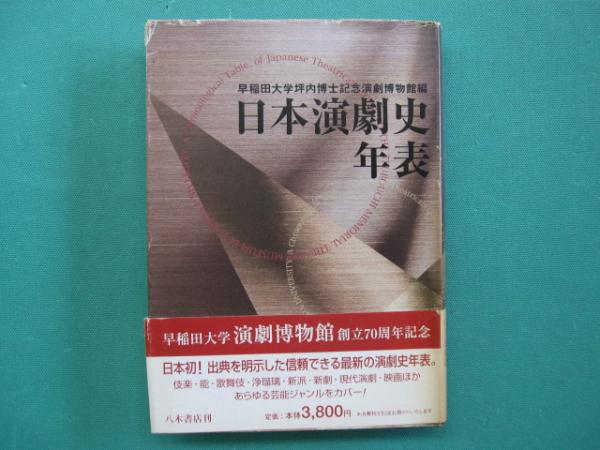 早稲田大学坪内博士記念演劇博物館編
日本演劇史
年表
早稲田大学 演劇博物館 創立70周年記念
日本初!出典を明示した信頼できる最新の演劇史年表。
伎楽・能・歌舞伎・浄瑠璃・新派・新劇・現代演劇・映画ほか
あらゆる芸能ジャンルをカバー!
八木書店刊
定価:本体3,800円